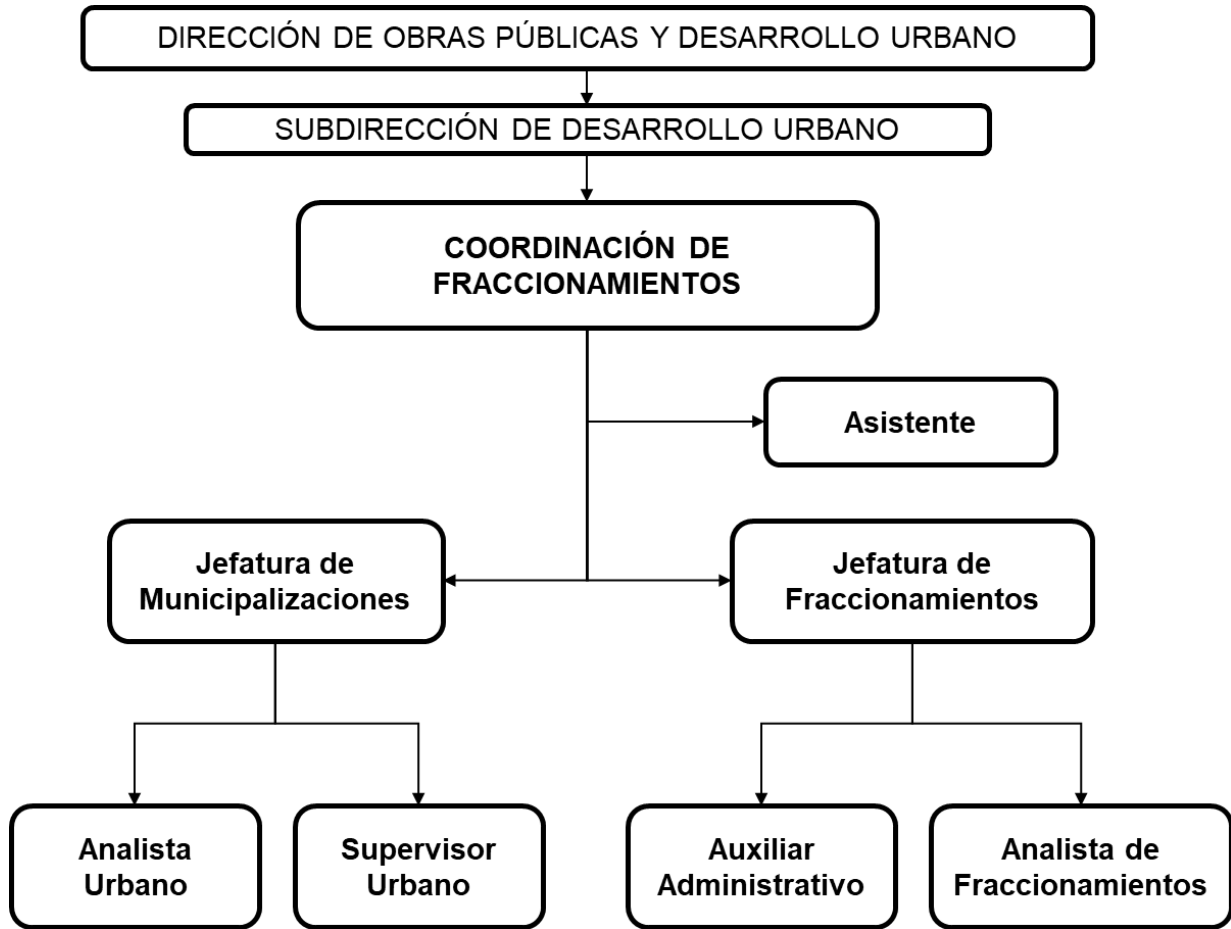 DIRECCIÓN DE OBRAS PÚBLICAS Y DESARROLLO URBANO
SUBDIRECCIÓN DE DESARROLLO URBANO
COORDINACIÓN DE
FRACCIONAMIENTOS
Asistente
Jefatura de
Municipalizaciones
Jefatura de
Fraccionamientos
Analista
Urbano
Supervisor
Urbano
Auxiliar
Administrativo
Analista de
Fraccionamientos